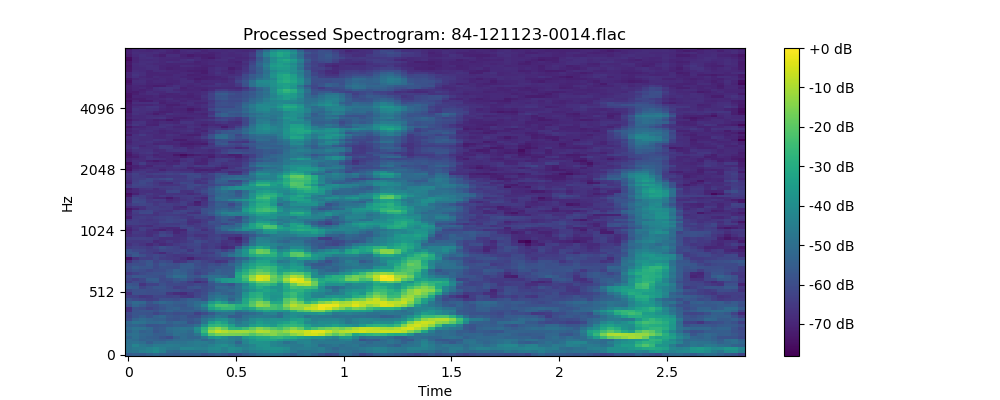 Processed Spectrogram: 84-121123-0014.flac
Hz
4096
2048
1024
512
0
0
0.5
1
1.5
2
2.5
Time
+0 dB
-10 dB
-20 dB
-30 dB
-40 dB
-50 dB
-60 dB
-70 dB